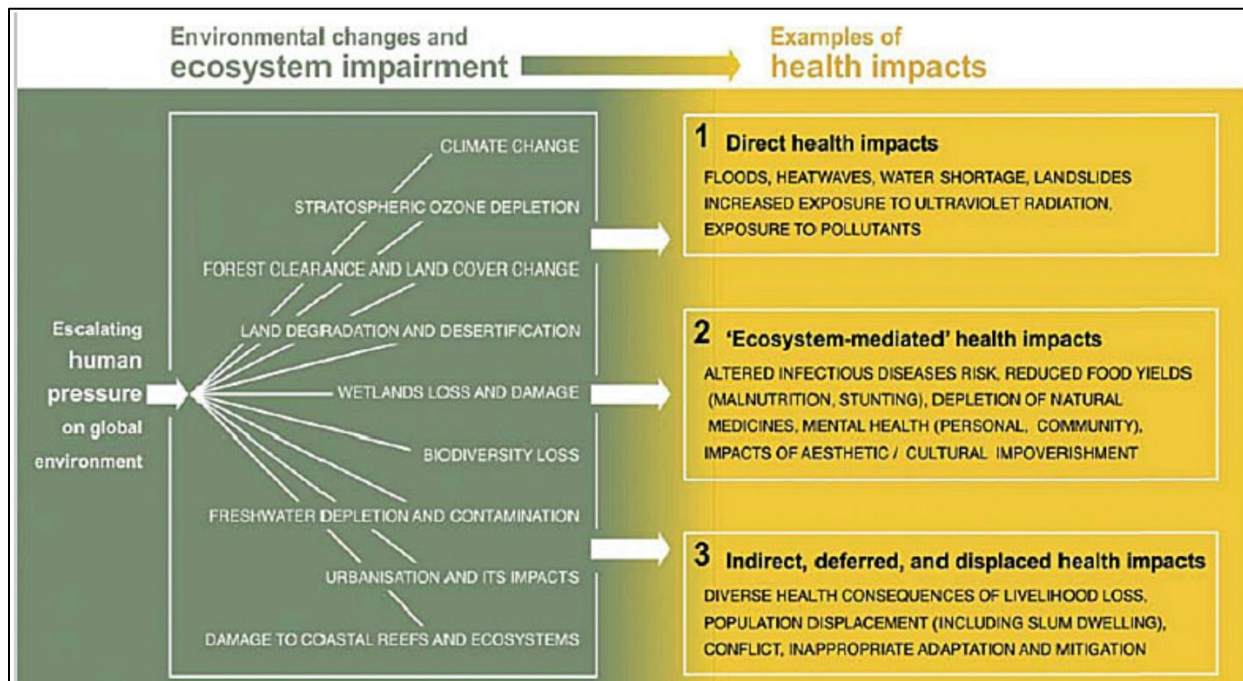 Environmental changes and
ecosystem impairment
Examples of
health impacts
Escalating
human
pressure
on global
environment
CLIMATE CHANGE
STRATOSPHERIC OZONE DEPLETION
FOREST CLEARANCE AND LAND COVER CHANGE
LAND DEGRADATION AND DESERTIFICATION
WETLANDS LOSS AND DAMAGE
BIODIVERSITY LOSS
FRESHWATER DEPLETION AND CONTAMINATION
URBANISATION AND ITS IMPACTS
DAMAGE TO COASTAL REEFS AND ECOSYSTEMS
1 Direct health impacts
FLOODS, HEATWAVES, WATER SHORTAGE, LANDSLIDES
INCREASED EXPOSURE TO ULTRAVIOLET RADIATION,
EXPOSURE TO POLLUTANTS
2 ‘Ecosystem-mediated’ health impacts
ALTERED INFECTIOUS DISEASES RISK, REDUCED FOOD YIELDS
(MALNUTRITION, STUNTING), DEPLETION OF NATURAL
MEDICINES, MENTAL HEALTH (PERSONAL, COMMUNITY),
IMPACTS OF AESTHETIC / CULTURAL IMPOVERISHMENT
3 Indirect, deferred, and displaced health impacts
DIVERSE HEALTH CONSEQUENCES OF LIVELIHOOD LOSS,
POPULATION DISPLACEMENT (INCLUDING SLUM DWELLING),
CONFLICT, INAPPROPRIATE ADAPTATION AND MITIGATION